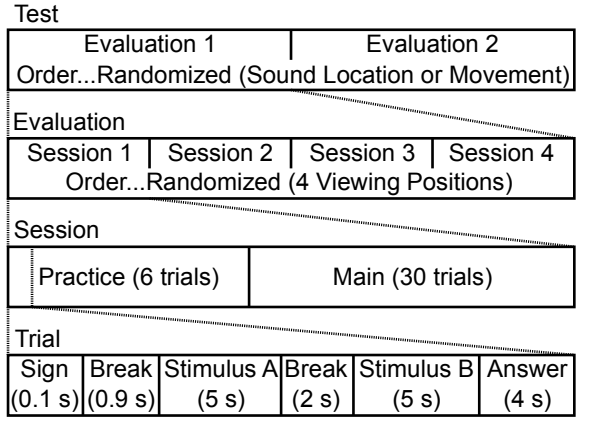 Test
Evaluation 1 Evaluation 2
Order...Randomized (Sound Location or Movement)
Evaluation
Session 1 Session 2 Session 3 Session 4
Order...Randomized (4 Viewing Positions)
Session
Practice (6 trials) Main (30 trials)
Trial
Sign Break Stimulus A Break Stimulus B Answer
(0.1 s) (0.9 s) (5 s) (2 s) (5 s) (4 s)